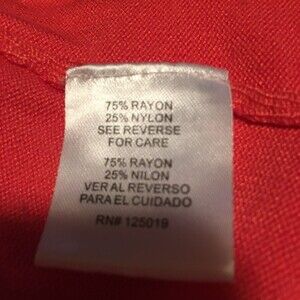 75% RAYON
25% NYLON
SEE REVERSE
FOR CARE
75% RAYON
25% NILON
VER AL REVERSO
PARA EL CUIDADO
RN# 125019